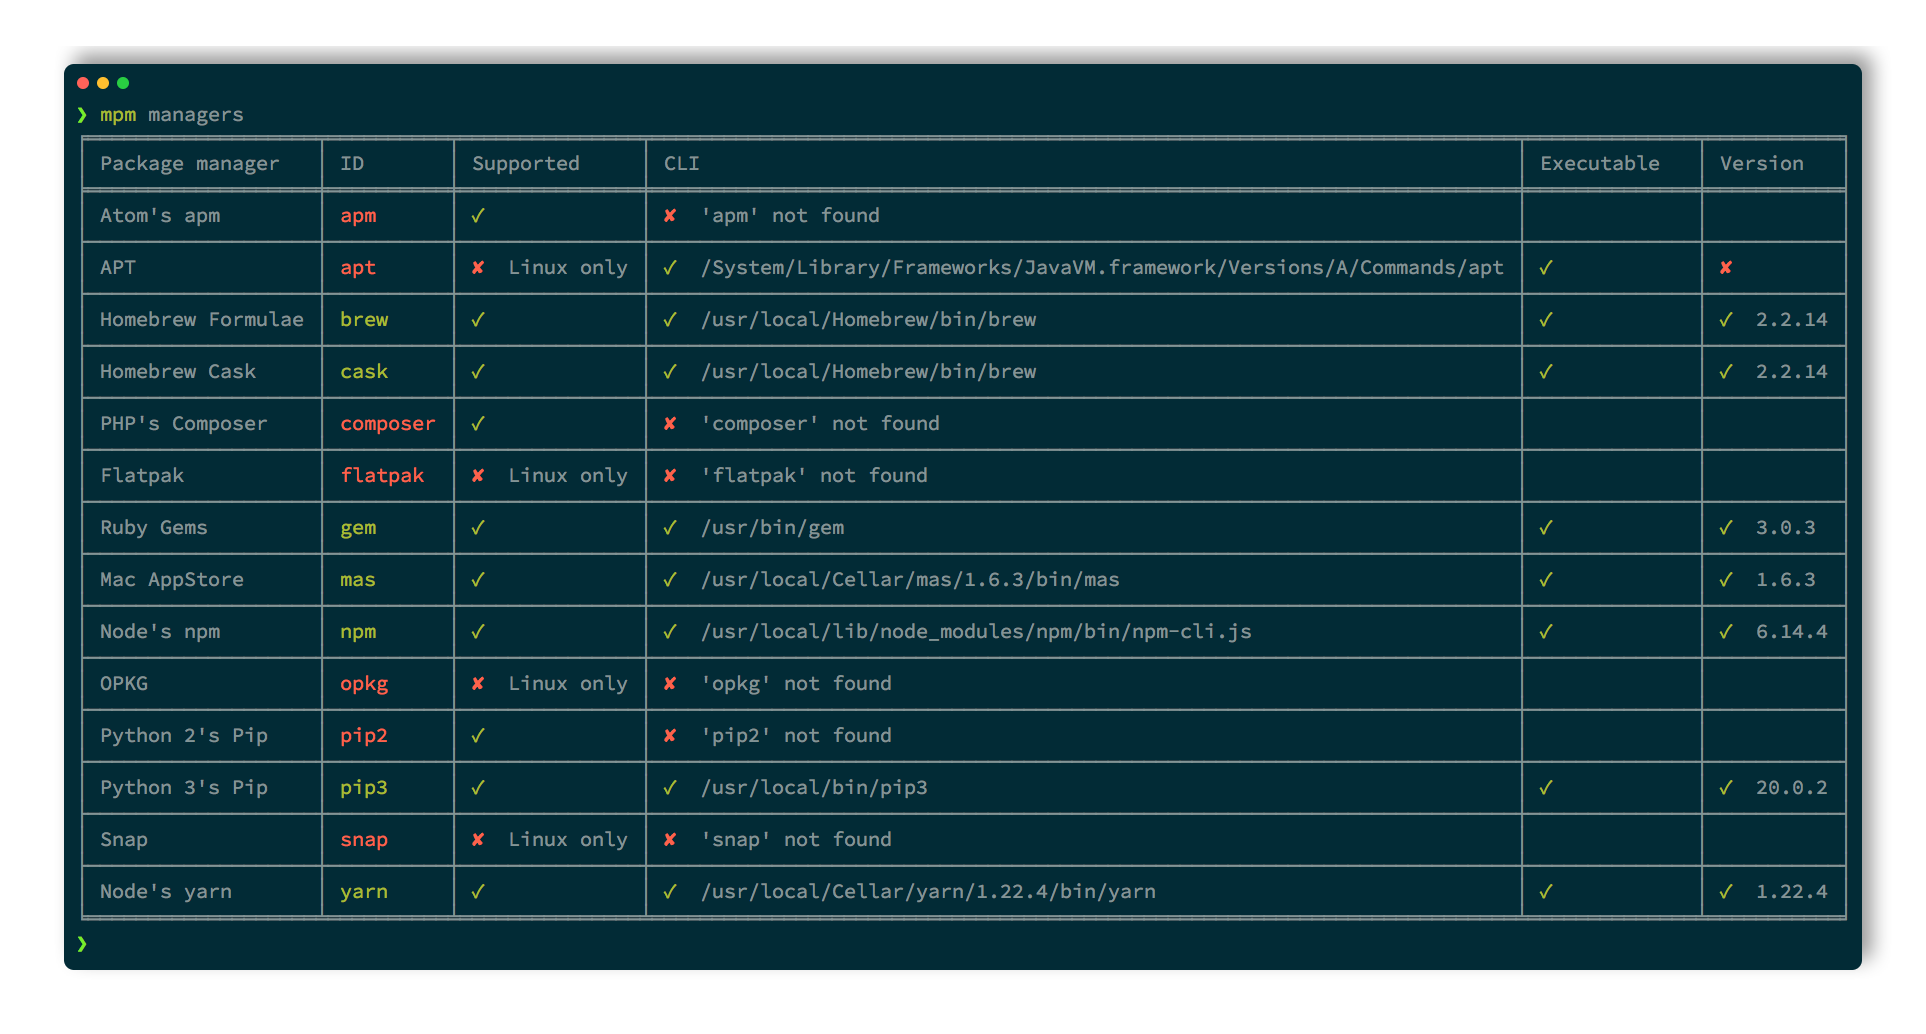 ❯ mpm managers
Package manager ID Supported CLI Executable Version
Atom's apm apm ✓ ✘ 'apm' not found
APT apt ✘ Linux only ✓ /System/Library/Frameworks/JavaVM.framework/Versions/A/Commands/apt ✓ ✘
Homebrew Formulae brew ✓ ✓ /usr/local/Homebrew/bin/brew ✓ ✓ 2.2.14
Homebrew Cask cask ✓ ✓ /usr/local/Homebrew/bin/brew ✓ ✓ 2.2.14
PHP's Composer composer ✓ ✘ 'composer' not found
Flatpak flatpak ✘ Linux only ✘ 'flatpak' not found
Ruby Gems gem ✓ ✓ /usr/bin/gem ✓ ✓ 3.0.3
Mac AppStore mas ✓ ✓ /usr/local/Cellar/mas/1.6.3/bin/mas ✓ ✓ 1.6.3
Node's npm npm ✓ ✓ /usr/local/lib/node_modules/npm/bin/npm-cli.js ✓ ✓ 6.14.4
OPKG opkg ✘ Linux only ✘ 'opkg' not found
Python 2's Pip pip2 ✓ ✘ 'pip2' not found
Python 3's Pip pip3 ✓ ✓ /usr/local/bin/pip3 ✓ ✓ 20.0.2
Snap snap ✘ Linux only ✘ 'snap' not found
Node's yarn yarn ✓ ✓ /usr/local/Cellar/yarn/1.22.4/bin/yarn ✓ ✓ 1.22.4
❯